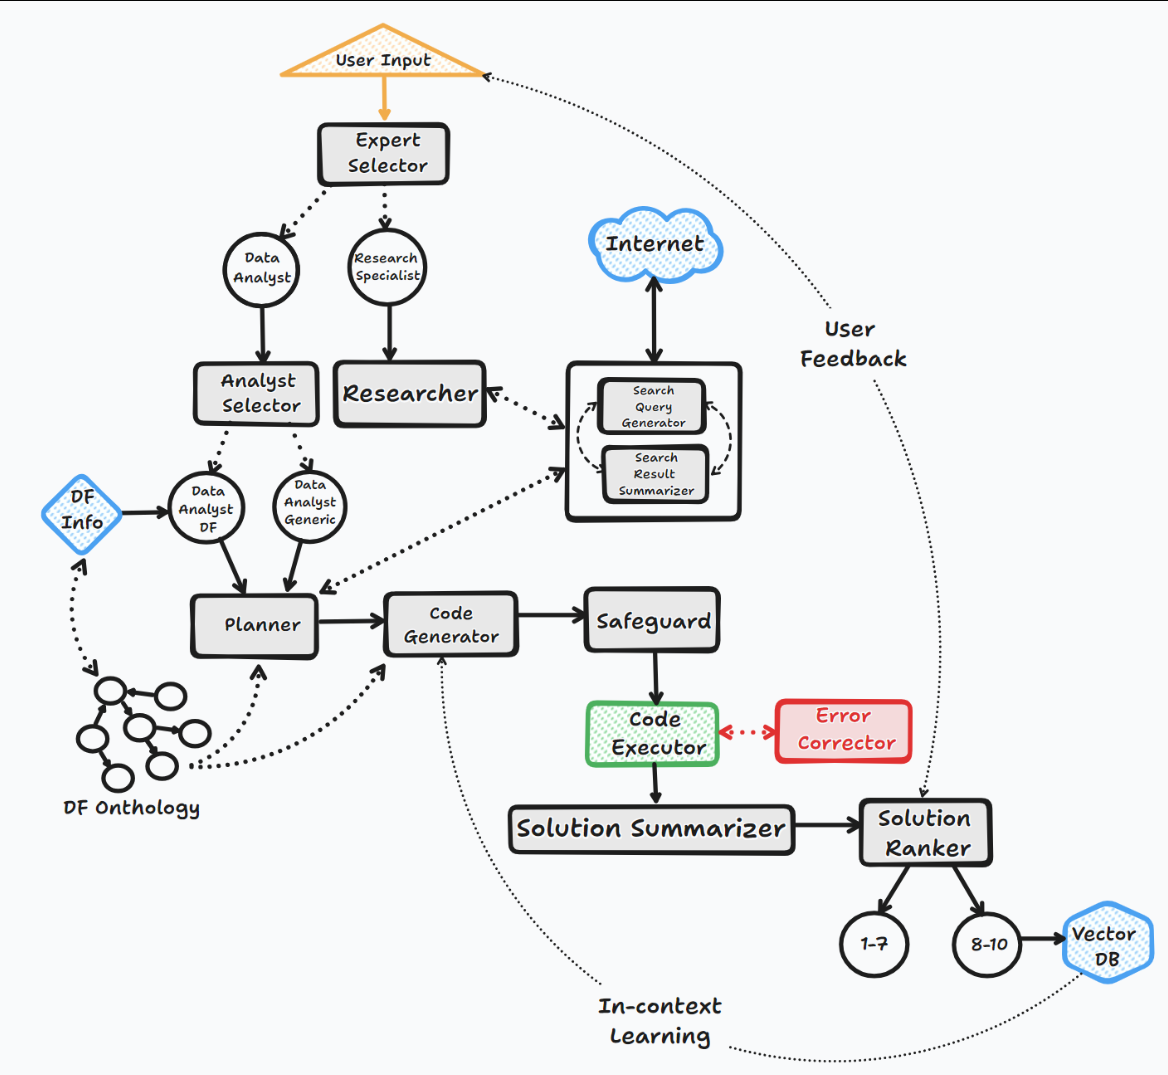 User Input
Expert
Selector
Data
Analyst
Research
Specialist
Internet
User
Feedback
Analyst
Selector
Researcher
Search
Query
Generator
Search
Result
Summarizer
DF
Info
Data
Analyst
DF
Data
Analyst
Generic
Planner
Code
Generator
Safeguard
Code
Executor
Error
Corrector
DF Onthology
Solution Summarizer
Solution
Ranker
1-7
8-10
Vector
DB
In-context
Learning